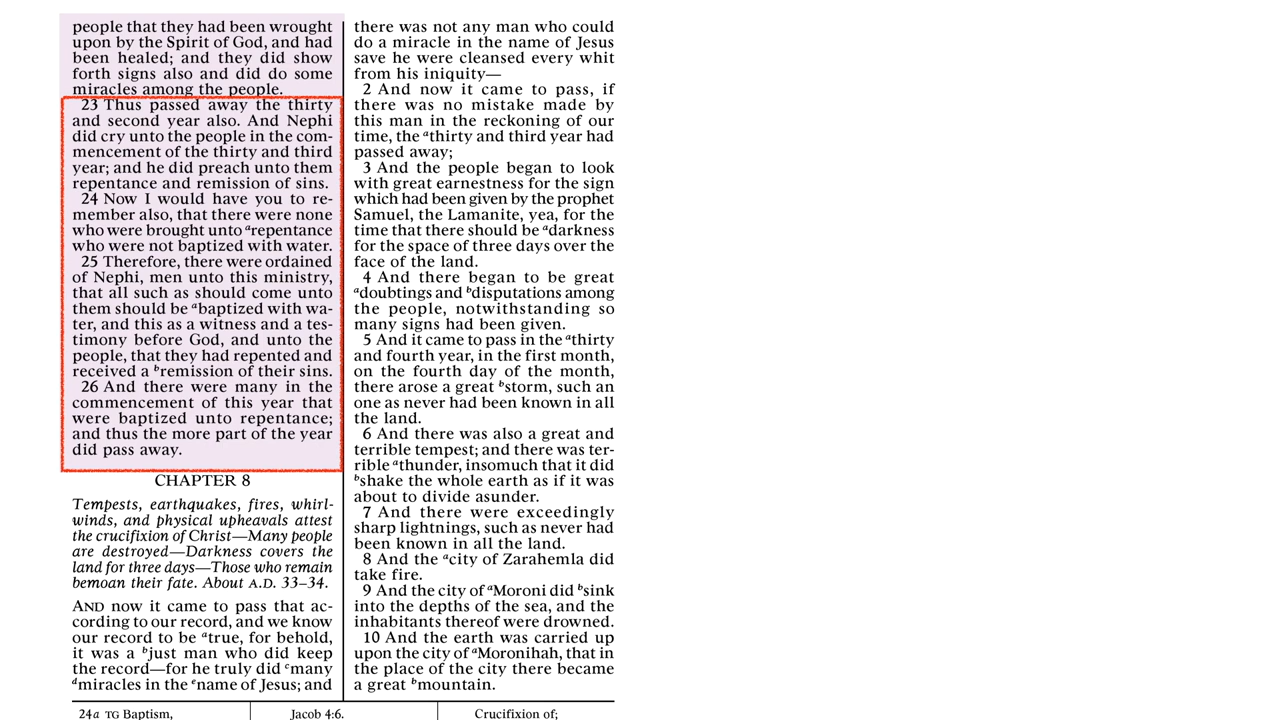 people that they had been wrought
upon by the Spirit of God, and had
been healed; and they did show
forth signs also and did do some
miracles among the people.
23 Thus passed away the thirty
and second year also. And Nephi
did cry unto the people in the com-
mencement of the thirty and third
year; and he did preach unto them
repentance and remission of sins.
24 Now I would have you to re-
member also, that there were none
who were brought unto arepentance
who were not baptized with water.
25 Therefore, there were ordained
of Nephi, men unto this ministry,
that all such as should come unto
them should be abaptized with wa-
ter, and this as a witness and a tes-
timony before God, and unto the
people, that they had repented and
received a bremission of their sins.
26 And there were many in the
commencement of this year that
were baptized unto repentance;
and thus the more part of the year
did pass away.
CHAPTER 8
Tempests, earthquakes, fires, whirl-
winds, and physical upheavals attest
the crucifixion of Christ—Many people
are destroyed—Darkness covers the
land for three days—Those who remain
bemoan their fate. About A.D. 33–34.
AND now it came to pass that ac-
cording to our record, and we know
our record to be atrue, for behold,
it was a bjust man who did keep
the record—for he truly did cmany
dmiracles in the ename of Jesus; and
there was not any man who could
do a miracle in the name of Jesus
save he were cleansed every whit
from his iniquity—
2 And now it came to pass, if
there was no mistake made by
this man in the reckoning of our
time, the athirty and third year had
passed away;
3 And the people began to look
with great earnestness for the sign
which had been given by the prophet
Samuel, the Lamanite, yea, for the
time that there should be adarkness
for the space of three days over the
face of the land.
4 And there began to be great
adoubtings and bdisputations among
the people, notwithstanding so
many signs had been given.
5 And it came to pass in the athirty
and fourth year, in the first month,
on the fourth day of the month,
there arose a great bstorm, such an
one as never had been known in all
the land.
6 And there was also a great and
terrible tempest; and there was ter-
rible athunder, insomuch that it did
bshake the whole earth as if it was
about to divide asunder.
7 And there were exceedingly
sharp lightnings, such as never had
been known in all the land.
8 And the acity of Zarahemla did
take fire.
9 And the city of aMoroni did bsink
into the depths of the sea, and the
inhabitants thereof were drowned.
10 And the earth was carried up
upon the city of aMoronihah, that in
the place of the city there became
a great bmountain.
24a TG Baptism,
Jacob 4:6.
Crucifixion of;